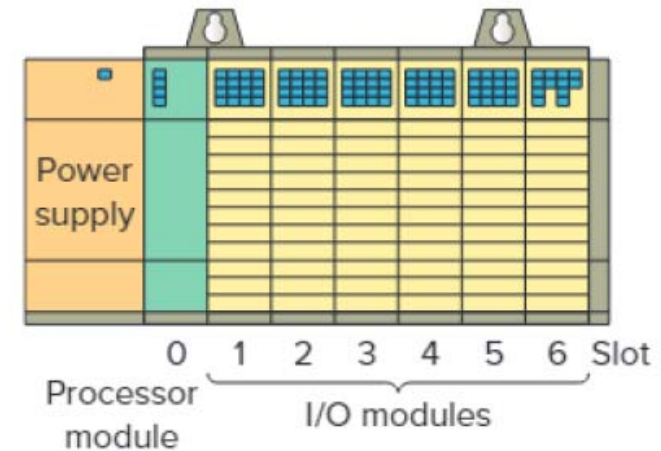 Power
supply
0 1 2 3 4 5 6 Slot
Processor
module
I/O modules